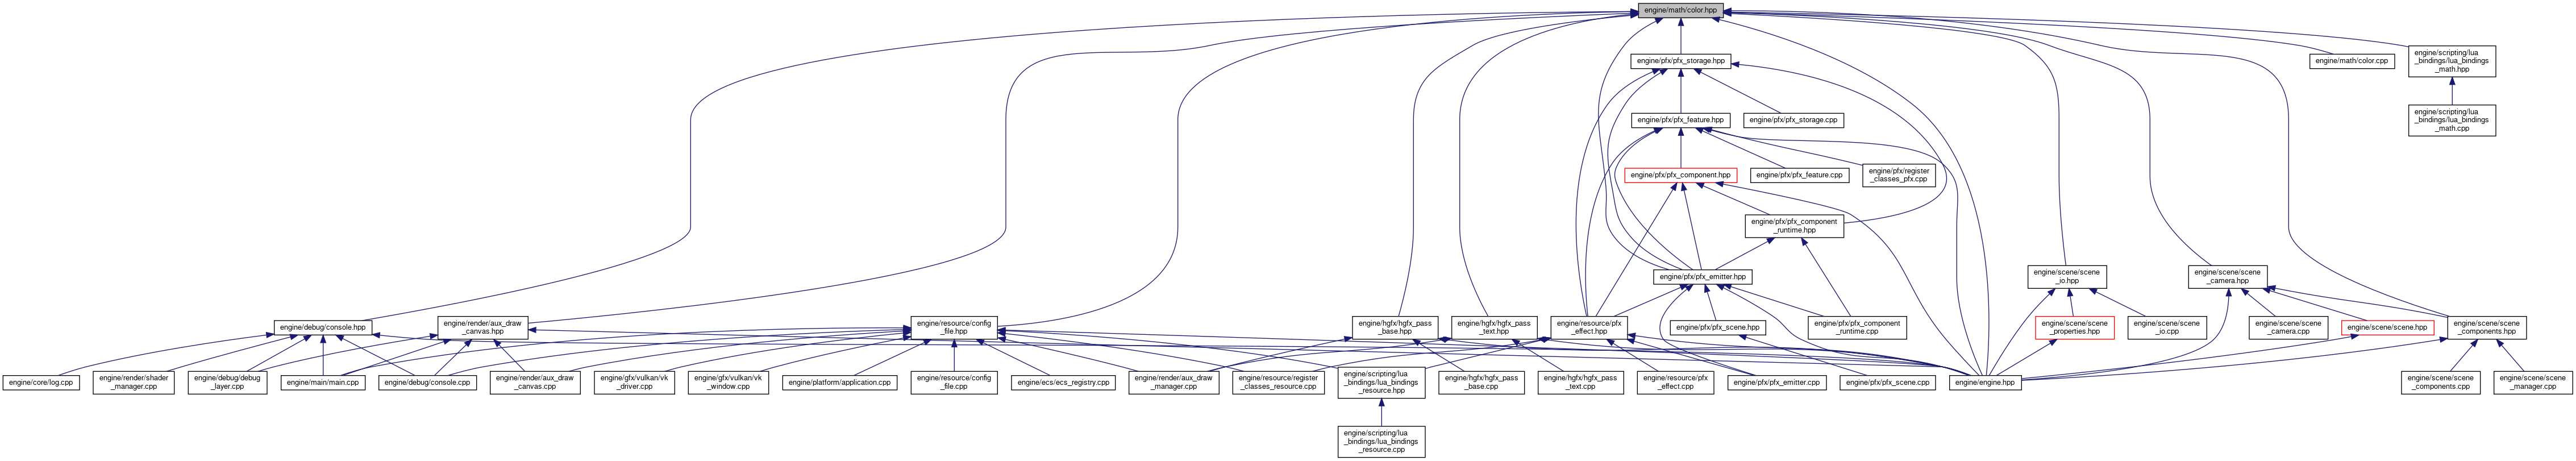 engine/math/color.hpp
engine/pfx/pfx_storage.hpp
engine/math/color.cpp
engine/scripting/lua
_bindings/lua_bindings
_math.hpp
engine/pfx/pfx_feature.hpp
engine/pfx/pfx_storage.cpp
engine/scripting/lua
_bindings/lua_bindings
_math.cpp
engine/pfx/pfx_component.hpp
engine/pfx/pfx_feature.cpp
engine/pfx/register
_classes_pfx.cpp
engine/pfx/pfx_component
_runtime.hpp
engine/pfx/pfx_emitter.hpp
engine/scene/scene
_io.hpp
engine/scene/scene
_camera.hpp
engine/debug/console.hpp
engine/render/aux_draw
_canvas.hpp
engine/resource/config
_file.hpp
engine/hgfx/hgfx_pass
_base.hpp
engine/hgfx/hgfx_pass
_text.hpp
engine/resource/pfx
_effect.hpp
engine/pfx/pfx_scene.hpp
engine/pfx/pfx_component
_runtime.cpp
engine/scene/scene
_properties.hpp
engine/scene/scene
_io.cpp
engine/scene/scene
_camera.cpp
engine/scene/scene.hpp
engine/scene/scene
_components.hpp
engine/core/log.cpp
engine/render/shader
_manager.cpp
engine/debug/debug
_layer.cpp
engine/main/main.cpp
engine/debug/console.cpp
engine/render/aux_draw
_canvas.cpp
engine/gfx/vulkan/vk
_driver.cpp
engine/gfx/vulkan/vk
_window.cpp
engine/platform/application.cpp
engine/resource/config
_file.cpp
engine/ecs/ecs_registry.cpp
engine/render/aux_draw
_manager.cpp
engine/resource/register
_classes_resource.cpp
engine/scripting/lua
_bindings/lua_bindings
_resource.hpp
engine/hgfx/hgfx_pass
_base.cpp
engine/hgfx/hgfx_pass
_text.cpp
engine/resource/pfx
_effect.cpp
engine/pfx/pfx_emitter.cpp
engine/pfx/pfx_scene.cpp
engine/engine.hpp
engine/scene/scene
_components.cpp
engine/scene/scene
_manager.cpp
engine/scripting/lua
_bindings/lua_bindings
_resource.cpp